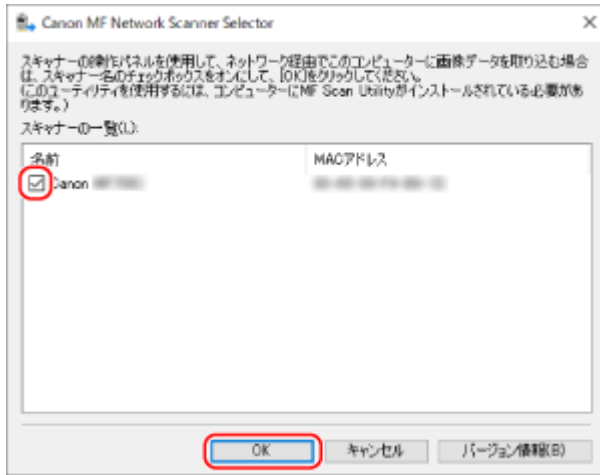 Canon MF Network Scanner Selector
スキャナーの操作パネルを使用して、ネットワーク経由でこのコンピューターに画像データを取り込む場合
は、スキャナー名のチェックボックスをオンにして、[OK]をクリックしてください。
(このユーティリティを使用するには、コンピューターにMF Scan Utilityがインストールされている必要があ
ります。)
スキャナーの一覧(L):
名前 MACアドレス
Canon
OK キャンセル バージョン情報(B)